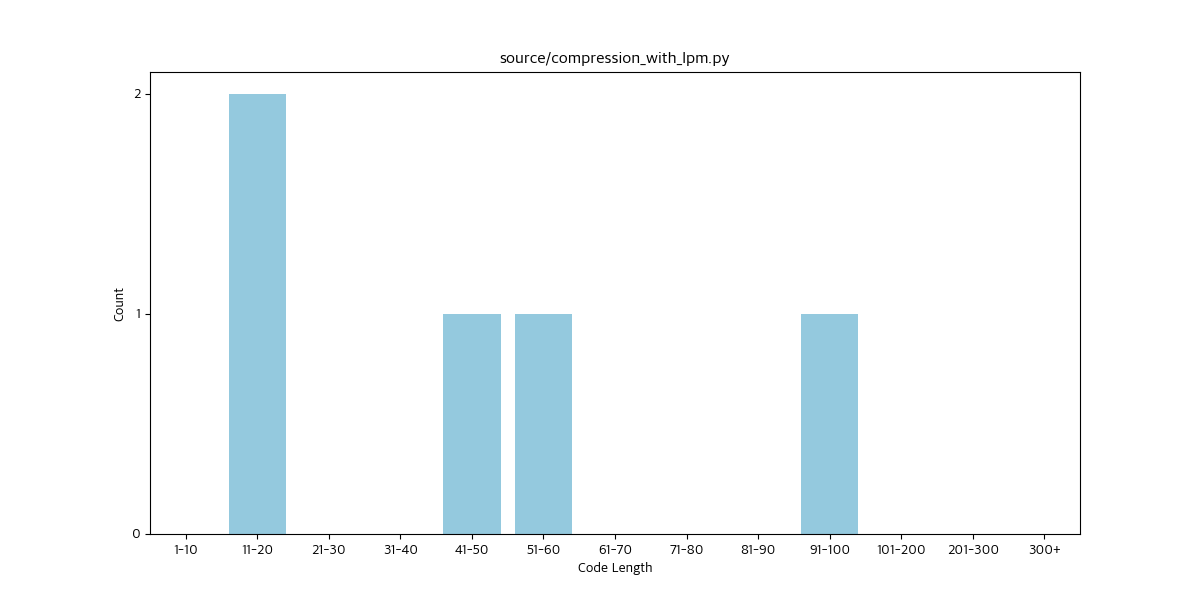 source/compression_with_lpm.py
Count
2
1
0
1-10 11-20 21-30 31-40 41-50 51-60 61-70 71-80 81-90 91-100 101-200 201-300 300+
Code Length